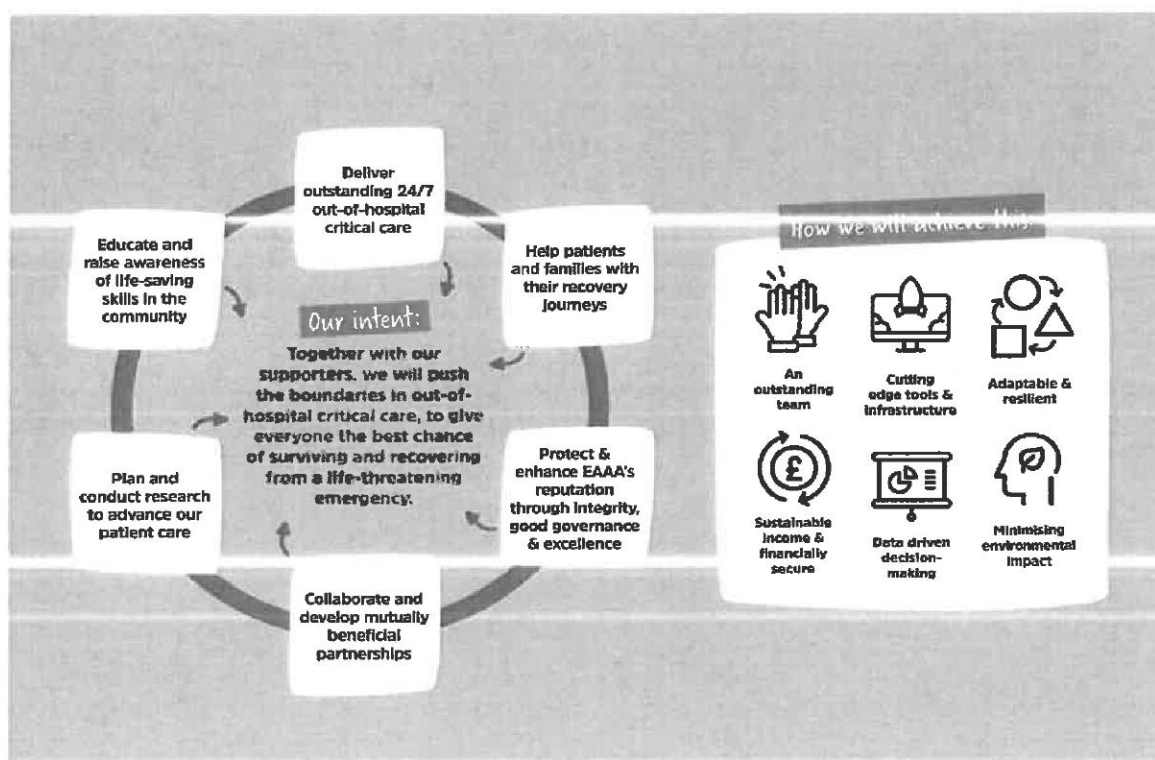 Deliver
outstanding 24/7
out-of-hospital
critical care
Help patients
and families with
their recovery
journeys
Protect &
enhance EAAA's
reputation
through integrity,
good governance
& excellence
Collaborate and
develop mutually
beneficial
partnerships
Plan and
conduct research
to advance our
patient care
Educate and
raise awareness
of life-saving
skills in the
community
Our intent:
Together with our
supporters, we will push
the boundaries in out-of-
hospital critical care, to give
everyone the best chance
of surviving and recovering
from a life-threatening
emergency.
How we will achieve this:
An
outstanding
team
Cutting
edge tools &
infrastructure
Adaptable &
resilient
£
Sustainable
income &
financially
secure
Data driven
decision-
making
Minimising
environmental
impact